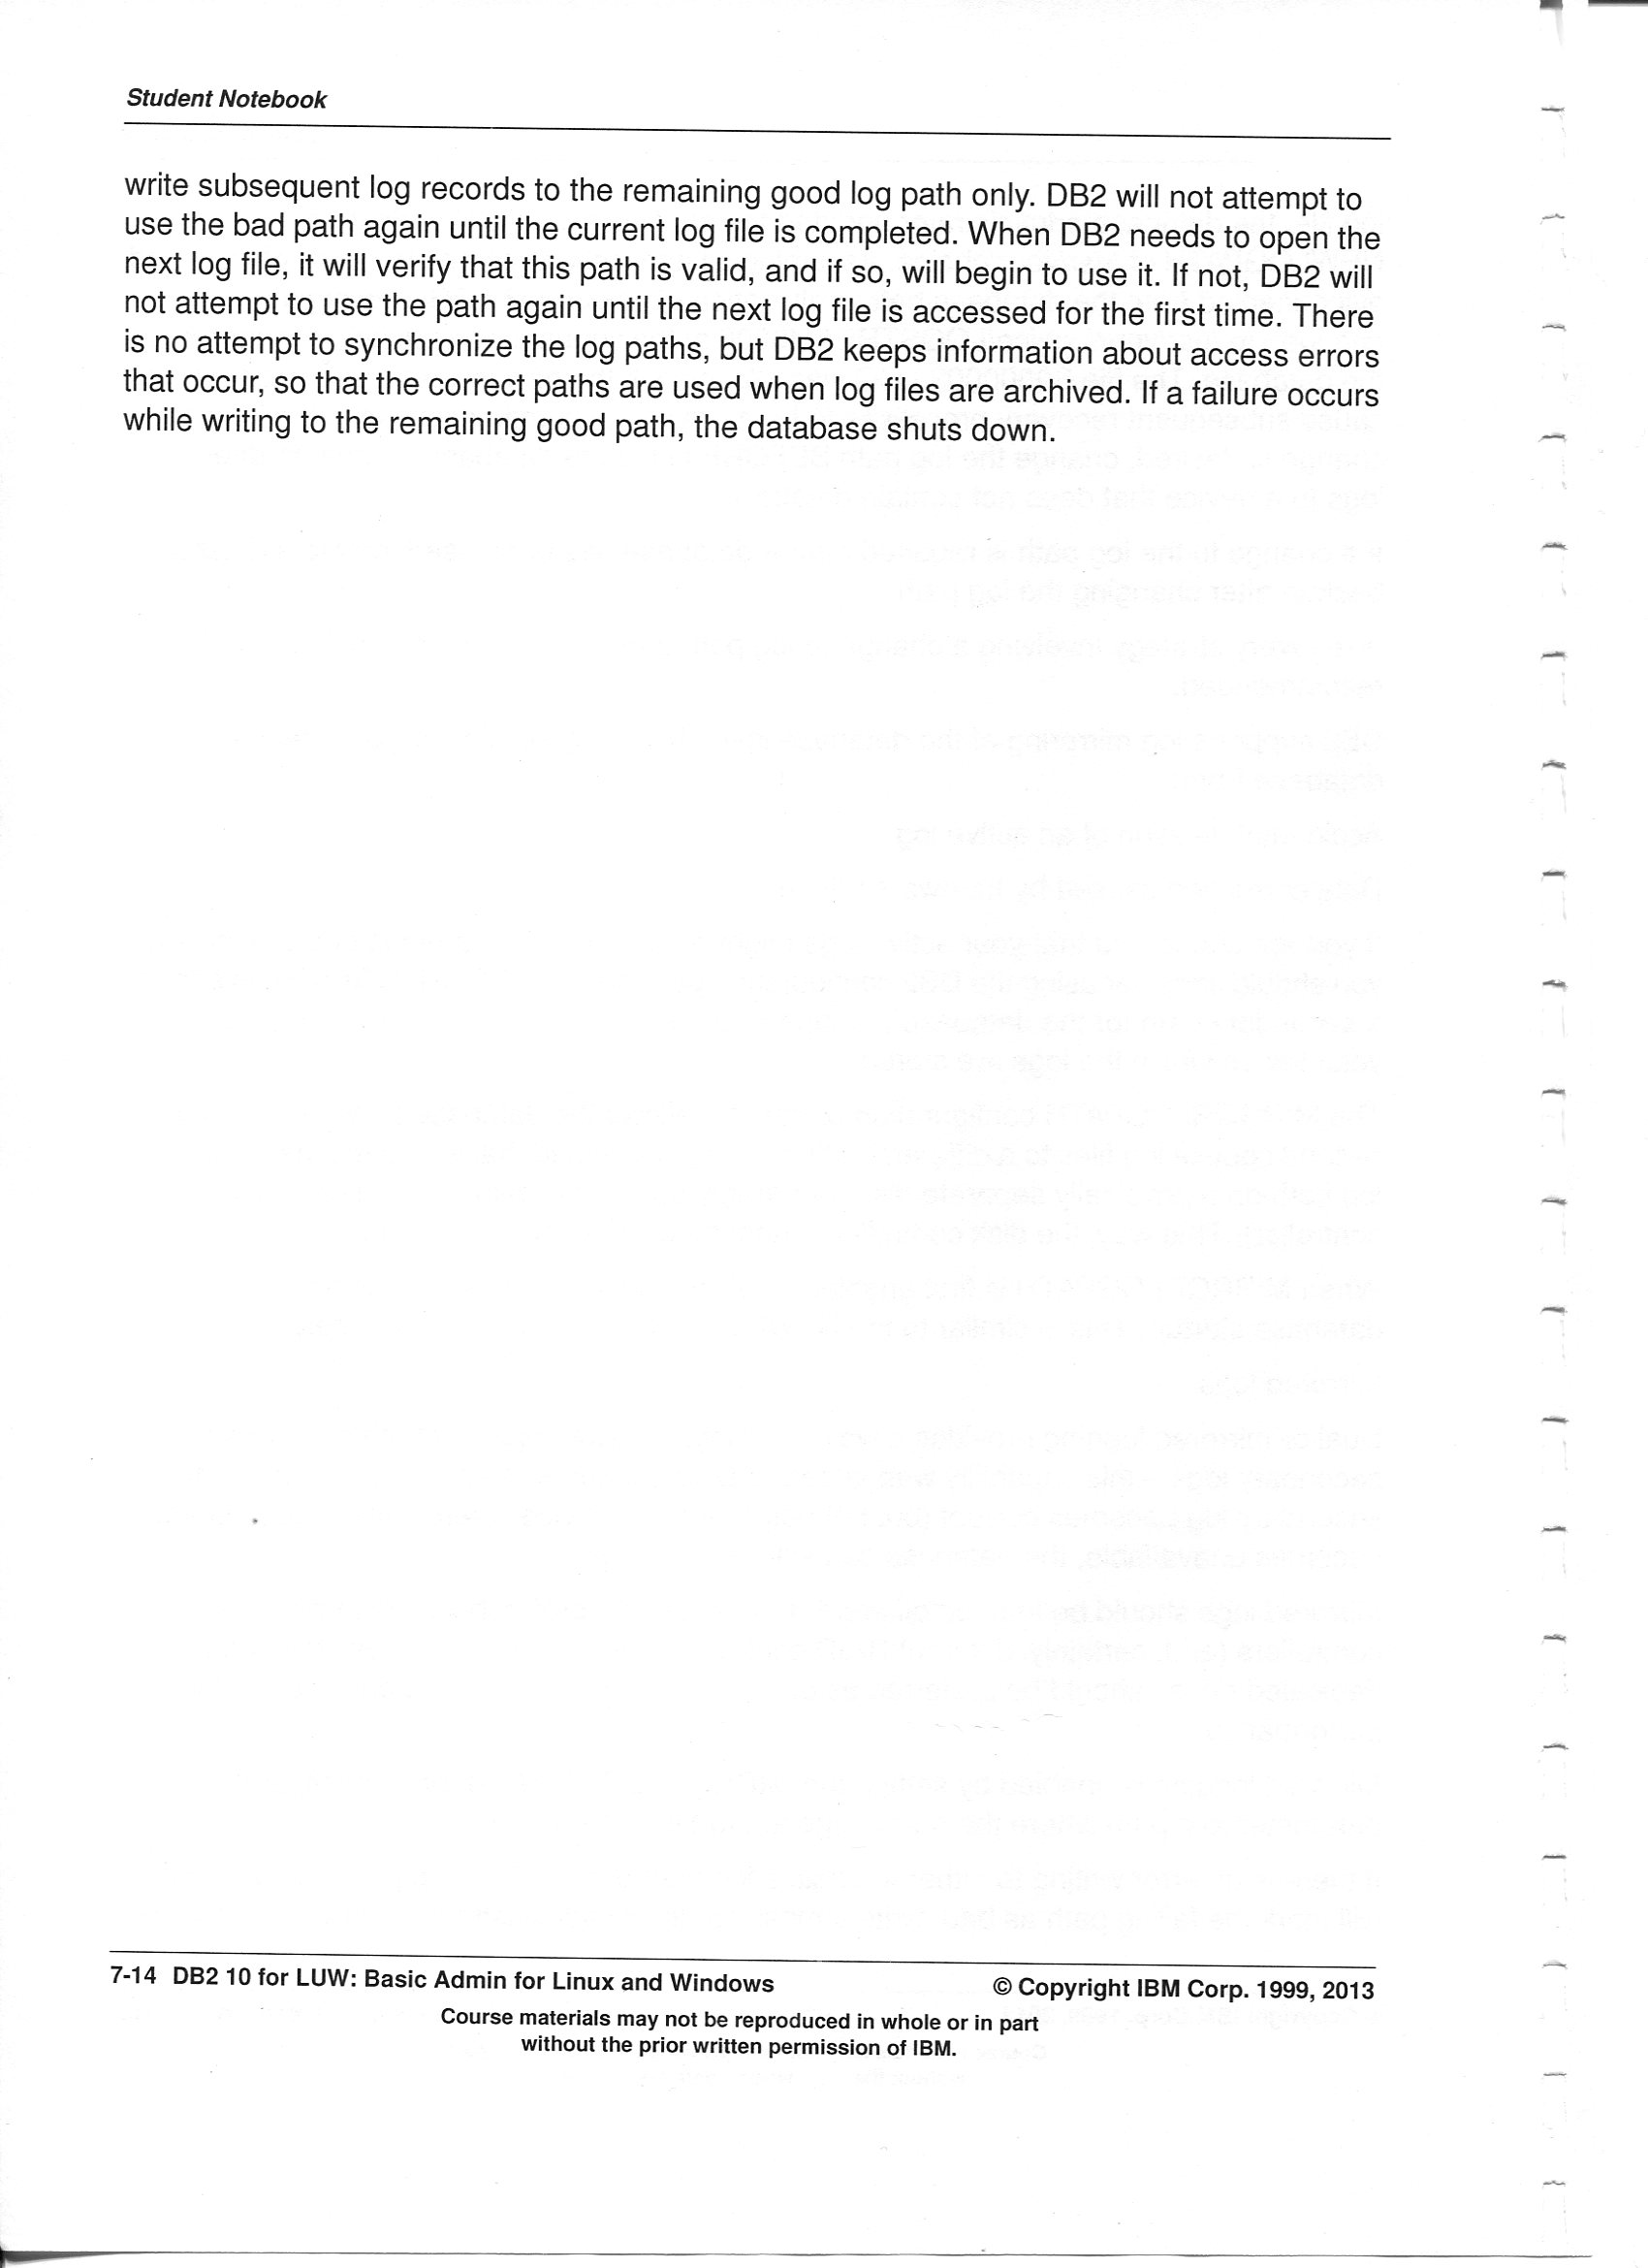 Student Notebook
write subsequent log records to the remaining good log path only. DB2 will not attempt to
use the bad path again until the current log file is completed. When DB2 needs to open the
next log file, it will verify that this path is valid, and if so, will begin to use it. If not, DB2 will
not attempt to use the path again until the next log file is accessed for the first time. There
is no attempt to synchronize the log paths, but DB2 keeps information about access errors
that occur, so that the correct paths are used when log files are archived. If a failure occurs
while writing to the remaining good path, the database shuts down.
7-14 DB2 10 for LUW: Basic Admin for Linux and Windows © Copyright IBM Corp. 1999, 2013
Course materials may not be reproduced in whole or in part
without the prior written permission of IBM.